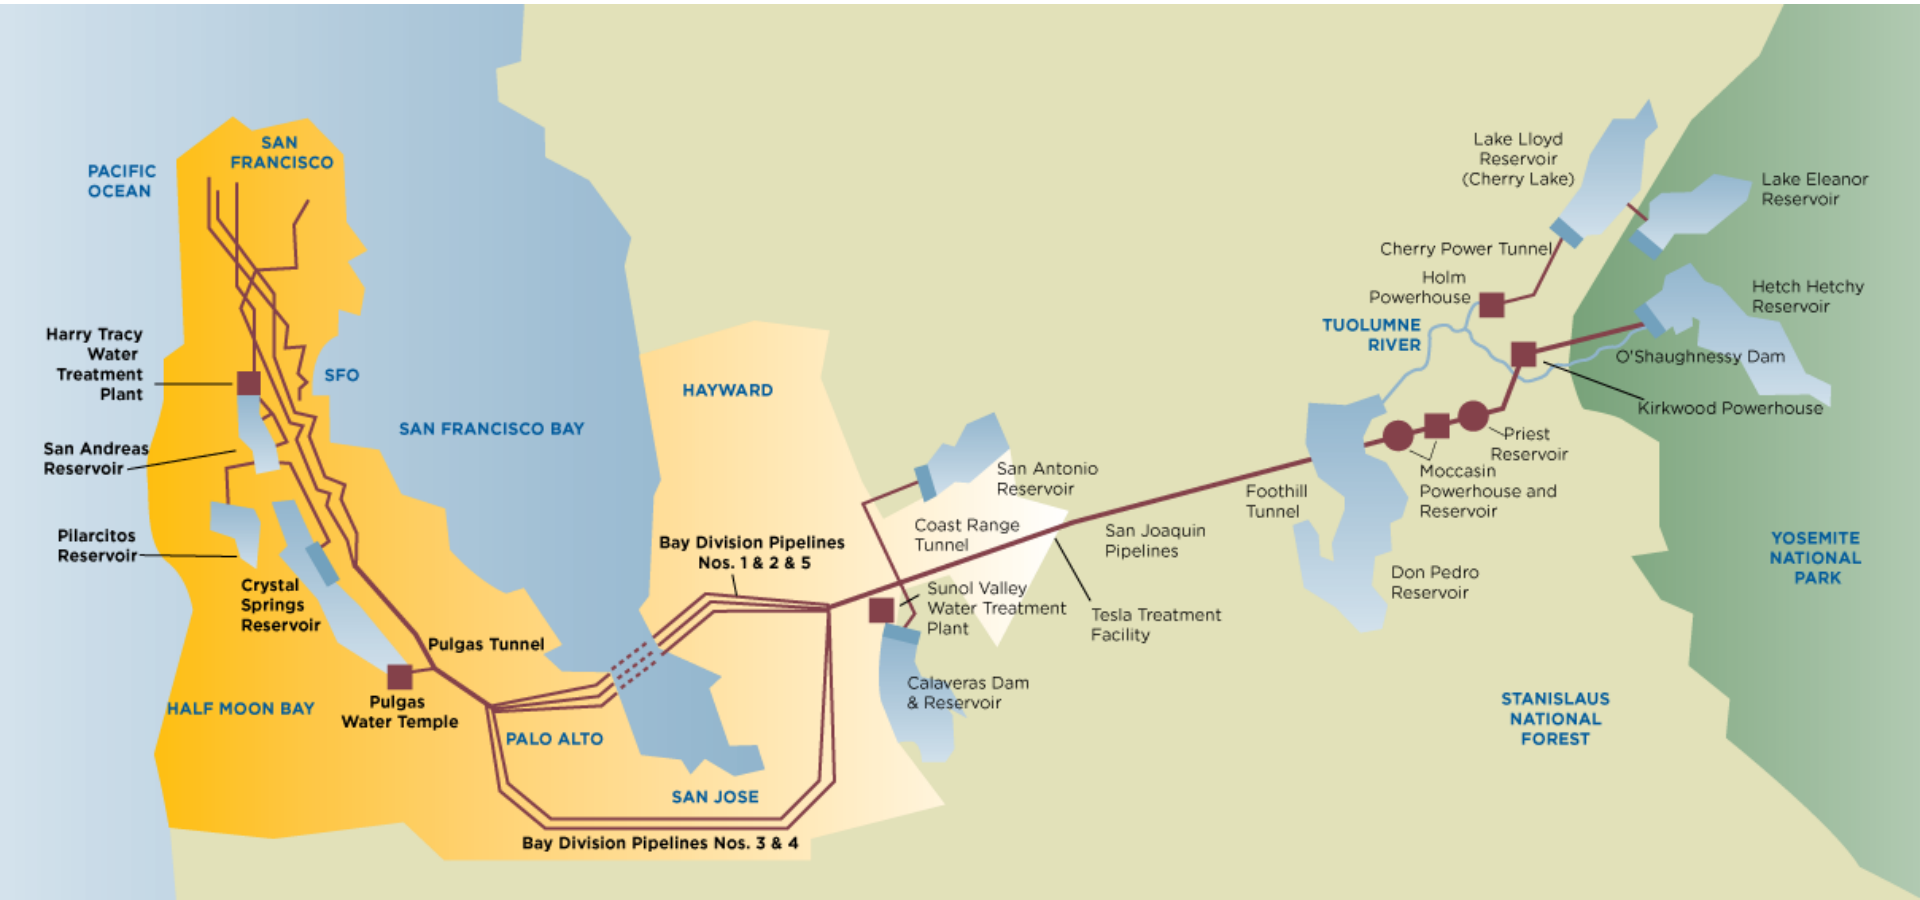 PACIFIC
OCEAN
SAN
FRANCISCO
Harry Tracy
Water
Treatment
Plant
SFO
SAN FRANCISCO BAY
San Andreas
Reservoir
Pilarcitos
Reservoir
Crystal
Springs
Reservoir
HALF MOON BAY
Pulgas
Water Temple
Pulgas Tunnel
PALO ALTO
SAN JOSE
Bay Division Pipelines Nos. 3 & 4
HAYWARD
Bay Division Pipelines
Nos. 1 & 2 & 5
San Antonio
Reservoir
Coast Range
Tunnel
Sunol Valley
Water Treatment
Plant
Calaveras Dam
& Reservoir
San Joaquin
Pipelines
Tesla Treatment
Facility
Foothill
Tunnel
Don Pedro
Reservoir
Lake Lloyd
Reservoir
(Cherry Lake)
Lake Eleanor
Reservoir
Cherry Power Tunnel
Holm
Powerhouse
TUOLUMNE
RIVER
Hetch Hetchy
Reservoir
O'Shaughnessy Dam
Kirkwood Powerhouse
Priest
Reservoir
Moccasin
Powerhouse and
Reservoir
YOSEMITE
NATIONAL
PARK
STANISLAUS
NATIONAL
FOREST